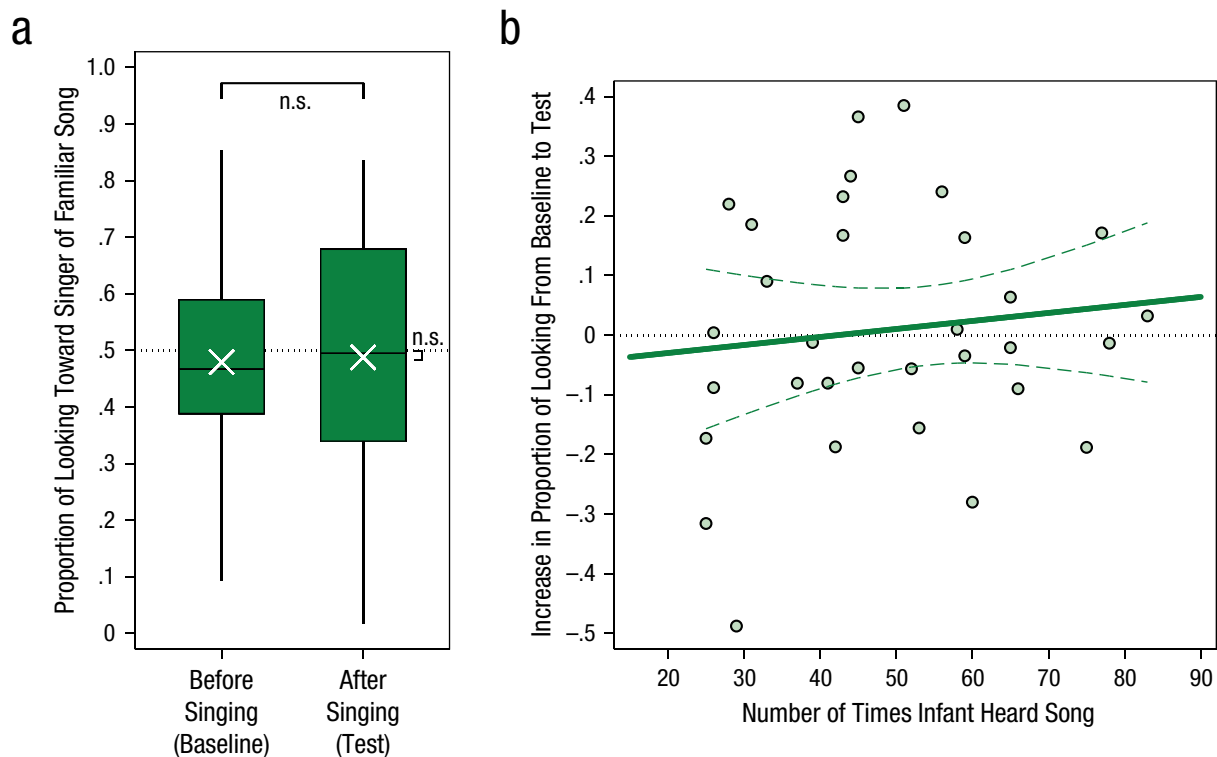 a
Proportion of Looking Toward Singer of Familiar Song
1.0
.9
.8
.7
.6
.5
.4
.3
.2
.1
0
n.s.
n.s.
Before
Singing
(Baseline)
After
Singing
(Test)
b
Increase in Proportion of Looking From Baseline to Test
.4
.3
.2
.1
0
–.1
–.2
–.3
–.4
–.5
20
30
40
50
60
70
80
90
Number of Times Infant Heard Song